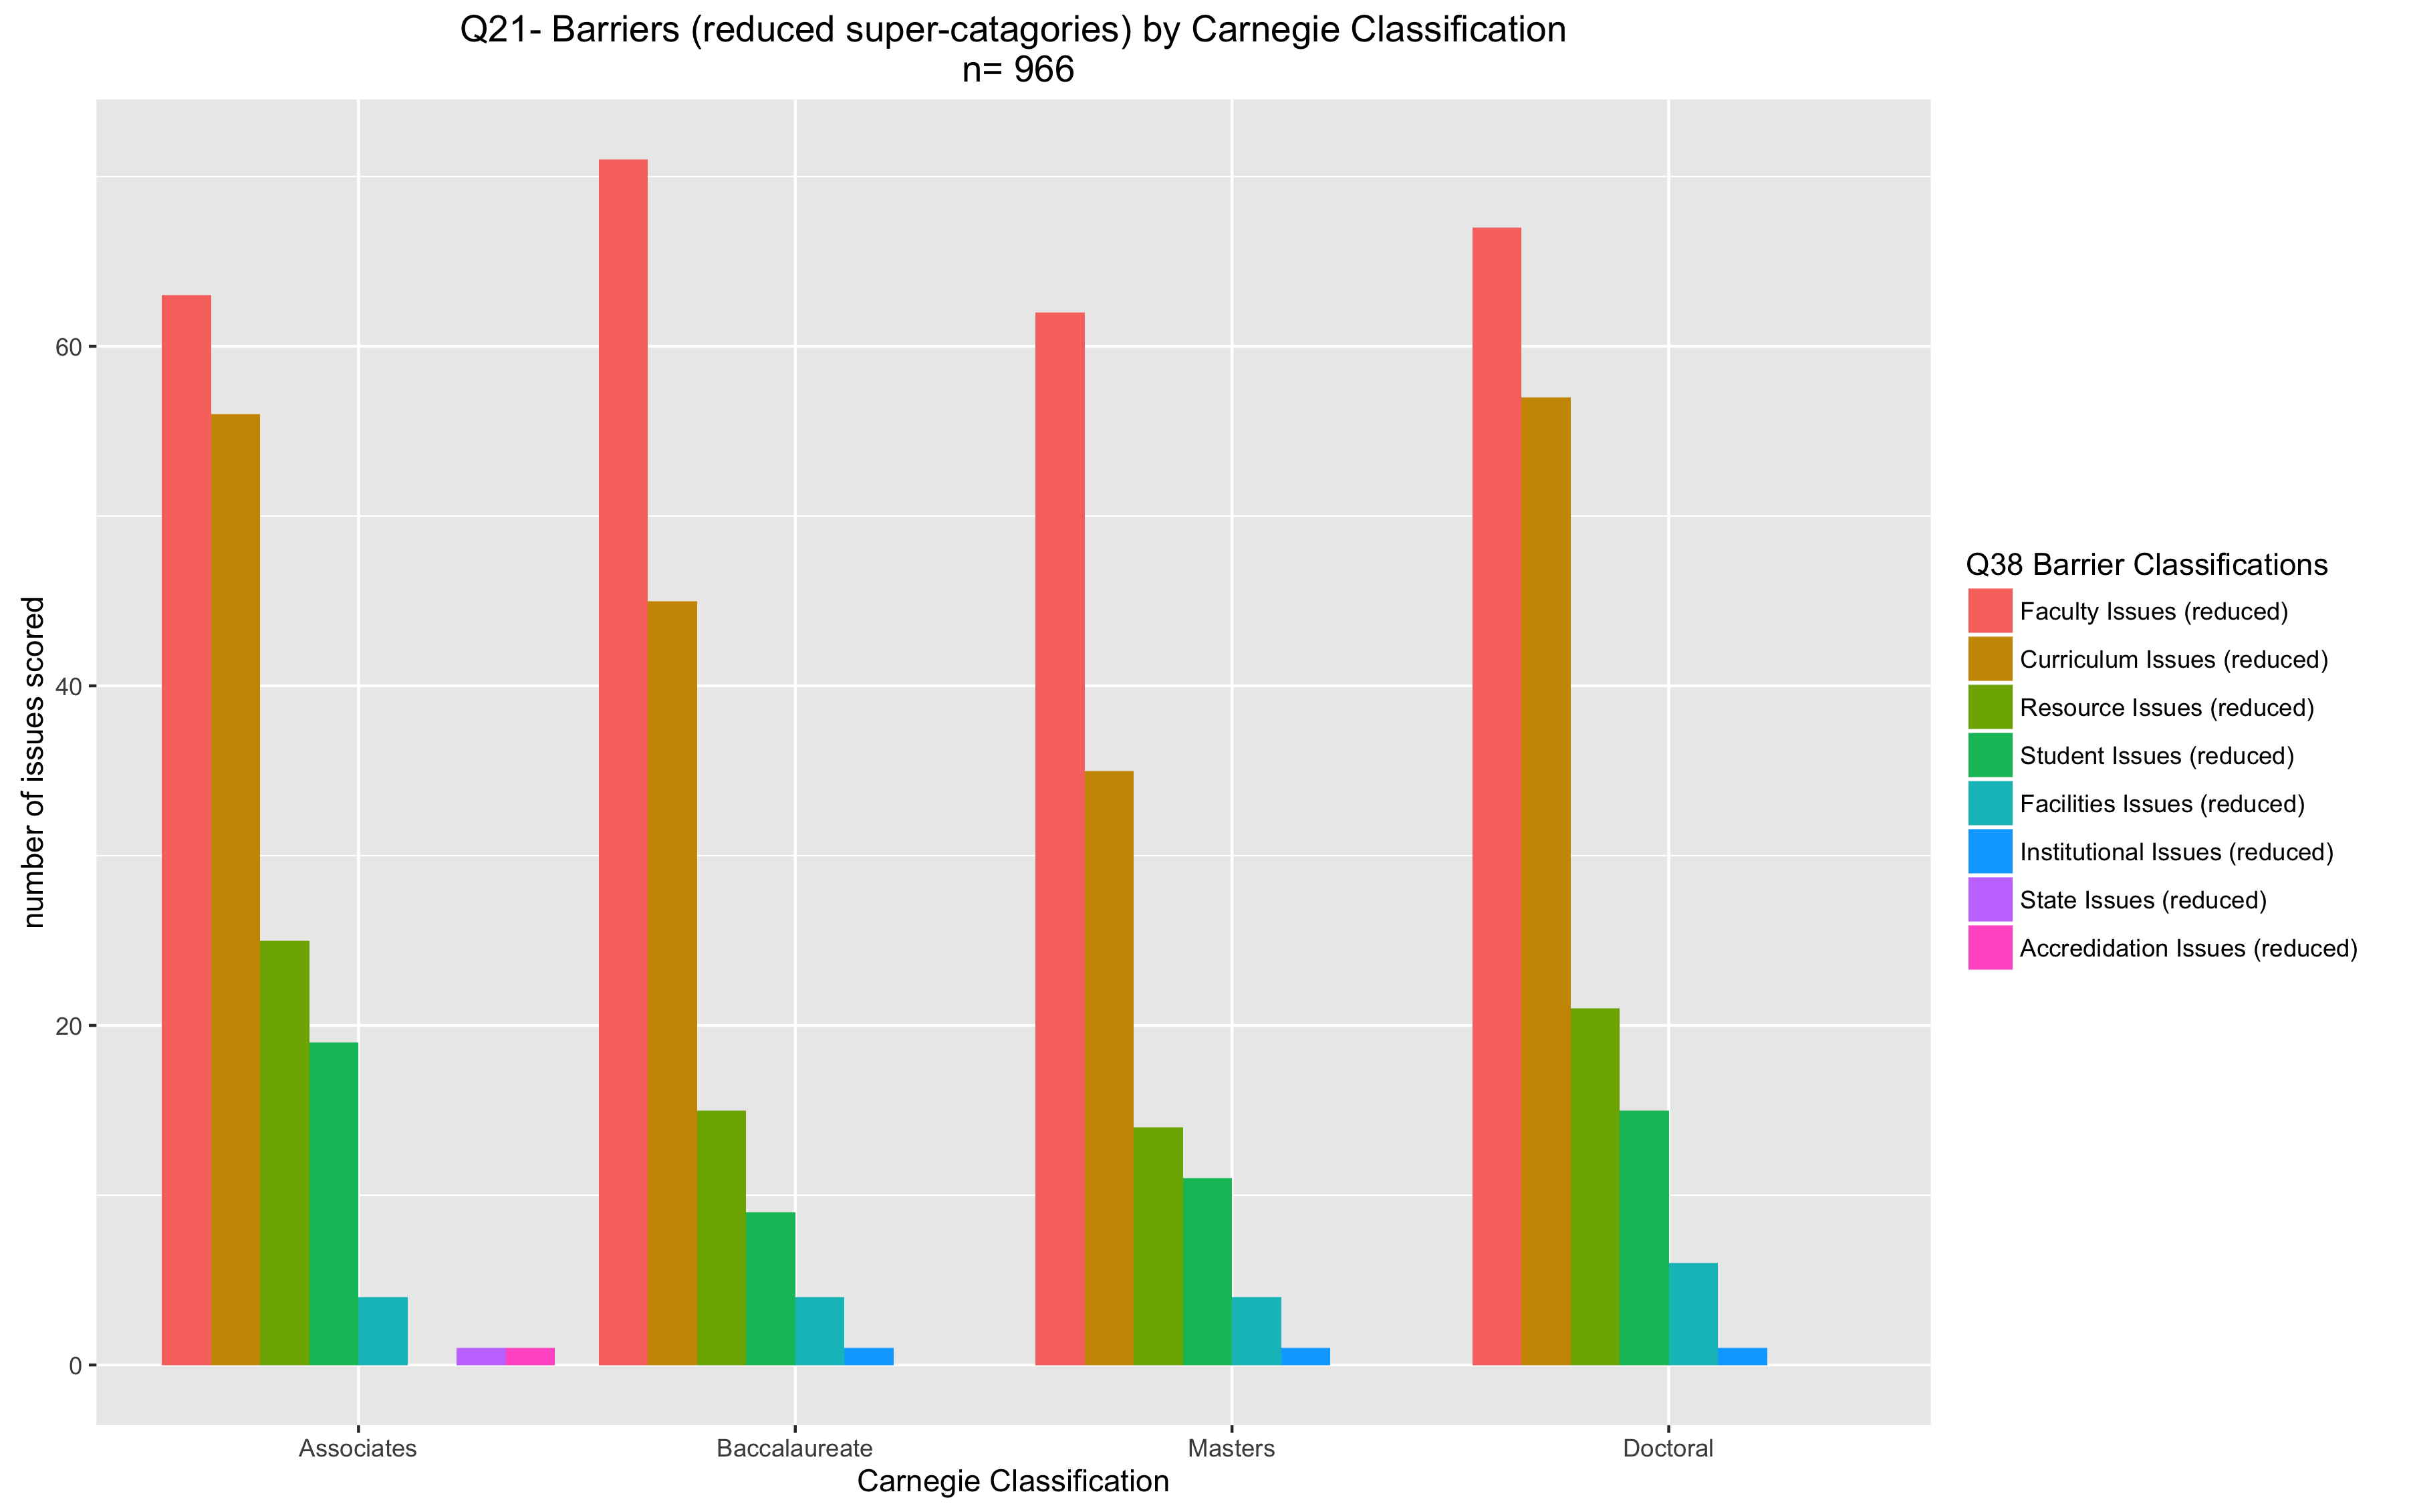 Q21- Barriers (reduced super-catagories) by Carnegie Classification
n= 966
number of issues scored
60
40
20
0
Associates
Baccalaureate
Masters
Doctoral
Carnegie Classification
Q38 Barrier Classifications
Faculty Issues (reduced)
Curriculum Issues (reduced)
Resource Issues (reduced)
Student Issues (reduced)
Facilities Issues (reduced)
Institutional Issues (reduced)
State Issues (reduced)
Accredidation Issues (reduced)